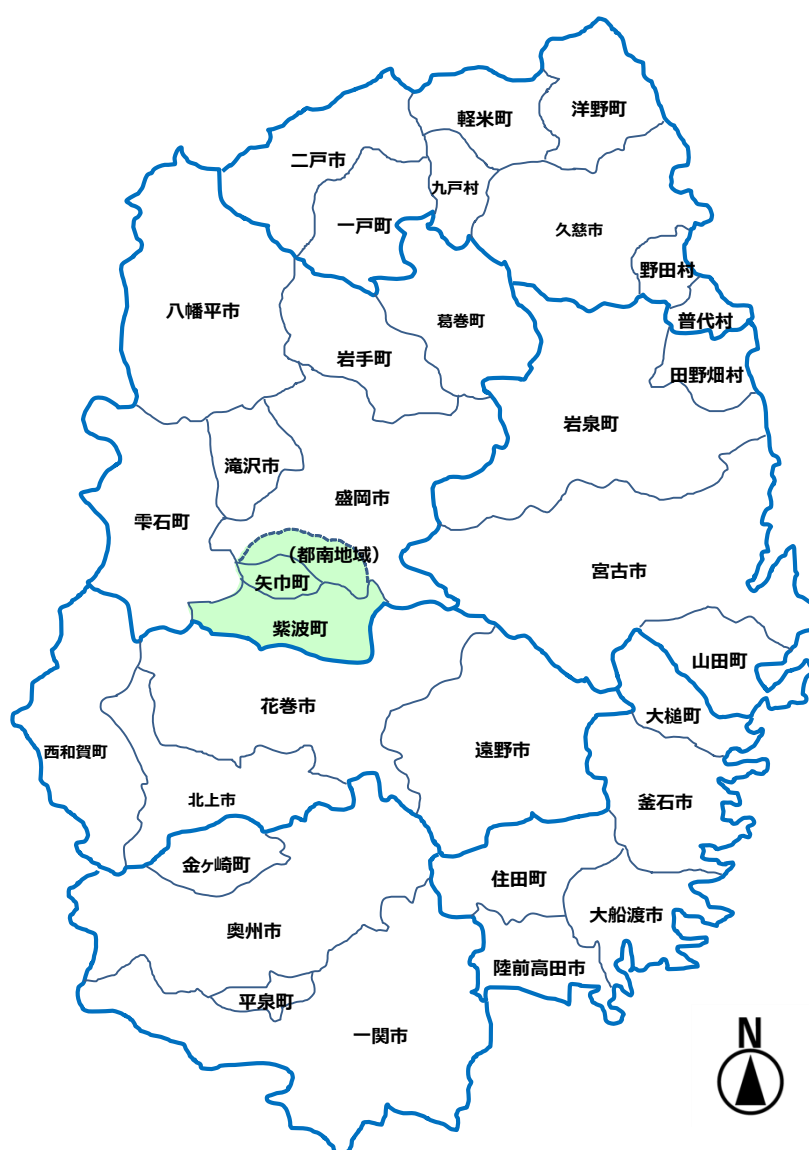 洋野町
軽米町
二戸市
九戸村
一戸町
久慈市
野田村
八幡平市
葛巻町
普代村
岩手町
田野畑村
岩泉町
滝沢市
盛岡市
雫石町
（都南地域）
矢巾町
宮古市
紫波町
山田町
花巻市
大槌町
西和賀町
遠野市
北上市
釜石市
金ヶ崎町
住田町
大船渡市
奥州市
陸前高田市
平泉町
一関市
N